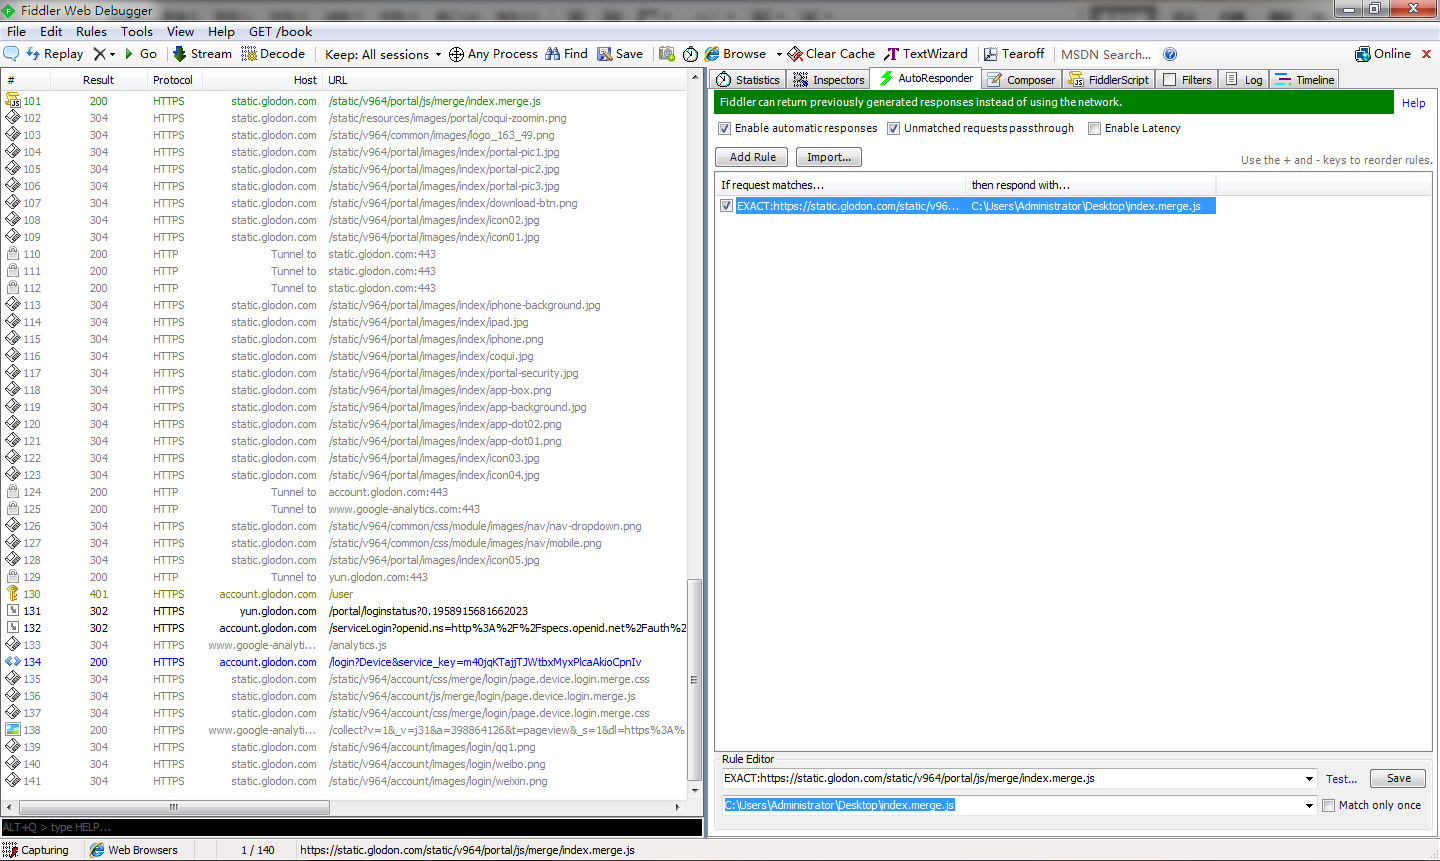 Fiddler Web Debugger
File Edit Rules Tools View Help GET /book
Replay Go Stream Decode Keep: All sessions Any Process Find Save Browse Clear Cache TextWizard Tearoff MSDN Search... Online
# Result Protocol Host URL
101 200 HTTPS static.glodon.com /static/v964/portal/js/merge/index.merge.js
102 304 HTTPS static.glodon.com /static/resources/images/portal/coqui-zoomin.png
103 304 HTTPS static.glodon.com /static/v964/common/images/logo_163_49.png
104 304 HTTPS static.glodon.com /static/v964/portal/images/index/portal-pic1.jpg
105 304 HTTPS static.glodon.com /static/v964/portal/images/index/portal-pic2.jpg
106 304 HTTPS static.glodon.com /static/v964/portal/images/index/portal-pic3.jpg
107 304 HTTPS static.glodon.com /static/v964/portal/images/index/download-btn.png
108 304 HTTPS static.glodon.com /static/v964/portal/images/index/icon02.jpg
109 304 HTTPS static.glodon.com /static/v964/portal/images/index/icon01.jpg
110 200 HTTP Tunnel to static.glodon.com:443
111 200 HTTP Tunnel to static.glodon.com:443
112 200 HTTP Tunnel to static.glodon.com:443
113 304 HTTPS static.glodon.com /static/v964/portal/images/index/iphone-background.jpg
114 304 HTTPS static.glodon.com /static/v964/portal/images/index/ipad.jpg
115 304 HTTPS static.glodon.com /static/v964/portal/images/index/iphone.png
116 304 HTTPS static.glodon.com /static/v964/portal/images/index/coqui.jpg
117 304 HTTPS static.glodon.com /static/v964/portal/images/index/portal-security.jpg
118 304 HTTPS static.glodon.com /static/v964/portal/images/index/app-box.png
119 304 HTTPS static.glodon.com /static/v964/portal/images/index/app-background.jpg
120 304 HTTPS static.glodon.com /static/v964/portal/images/index/app-dot02.png
121 304 HTTPS static.glodon.com /static/v964/portal/images/index/app-dot01.png
122 304 HTTPS static.glodon.com /static/v964/portal/images/index/icon03.jpg
123 304 HTTPS static.glodon.com /static/v964/portal/images/index/icon04.jpg
124 200 HTTP Tunnel to account.glodon.com:443
125 200 HTTP Tunnel to www.google-analytics.com:443
126 304 HTTPS static.glodon.com /static/v964/common/css/module/images/nav/nav-dropdown.png
127 304 HTTPS static.glodon.com /static/v964/common/css/module/images/nav/mobile.png
128 304 HTTPS static.glodon.com /static/v964/portal/images/index/icon05.jpg
129 200 HTTP Tunnel to yun.glodon.com:443
130 401 HTTPS account.glodon.com /user
131 302 HTTPS yun.glodon.com /portal/loginstatus?0.1958915681662023
132 302 HTTPS account.glodon.com /serviceLogin?openid.ns=http%3A%2F%2Fspecs.openid.net%2Fauth%2
133 304 HTTPS www.google-analyti... /analytics.js
134 200 HTTPS account.glodon.com /login?Device&service_key=m40jqKTajjTJWtbxMyxPlcaAkioCpnIv
135 304 HTTPS static.glodon.com /static/v964/account/css/merge/login/page.device.login.merge.css
136 304 HTTPS static.glodon.com /static/v964/account/js/merge/login/page.device.login.merge.js
137 304 HTTPS static.glodon.com /static/v964/account/css/merge/login/page.device.login.merge.css
138 200 HTTPS www.google-analyti... /collect?v=1&_v=j31&a=398864126&t=pageview&_s=1&dl=https%3A%
139 304 HTTPS static.glodon.com /static/v964/account/images/login/qq1.png
140 304 HTTPS static.glodon.com /static/v964/account/images/login/weibo.png
141 304 HTTPS static.glodon.com /static/v964/account/images/login/weixin.png
ALT+Q > type HELP...
Capturing Web Browsers 1 / 140 https://static.glodon.com/static/v964/portal/js/merge/index.merge.js
Statistics Inspectors AutoResponder Composer FiddlerScript Filters Log Timeline
Fiddler can return previously generated responses instead of using the network. Help
Enable automatic responses Unmatched requests passthrough Enable Latency
Add Rule Import... Use the + and - keys to reorder rules.
If request matches... then respond with...
EXACT:https://static.glodon.com/static/v96... C:\Users\Administrator\Desktop\index.merge.js
Rule Editor
EXACT:https://static.glodon.com/static/v964/portal/js/merge/index.merge.js Test... Save
C:\Users\Administrator\Desktop\index.merge.js Match only once